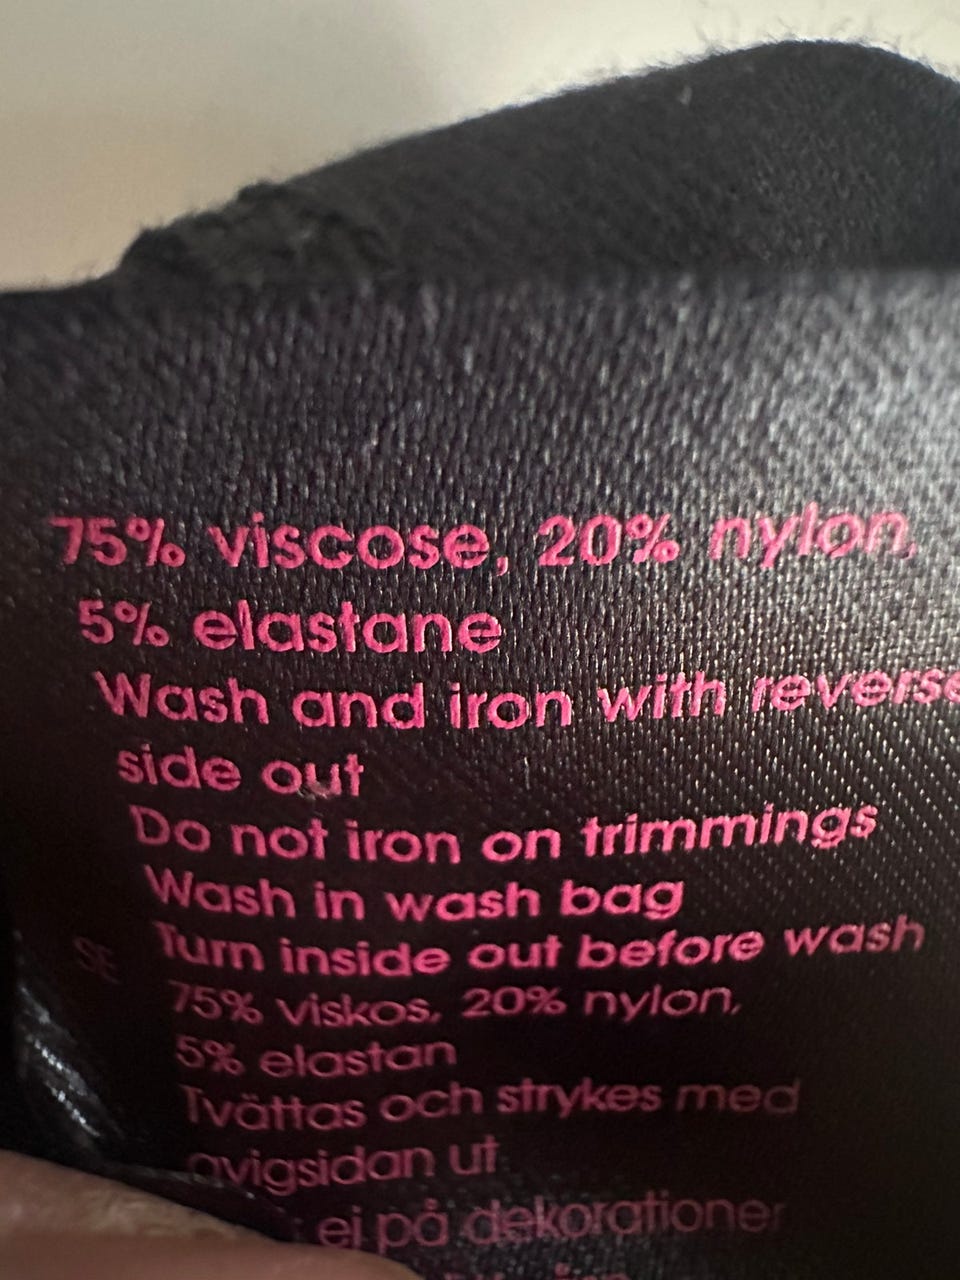 75% viscose, 20% nylon,
5% elastane
Wash and iron with reverse
side out
Do not iron on trimmings
Wash in wash bag
Turn inside out before wash
SE 75% viskos, 20% nylon,
5% elastan
Tvättas och strykes med
avigsidan ut
ej på dekorationer